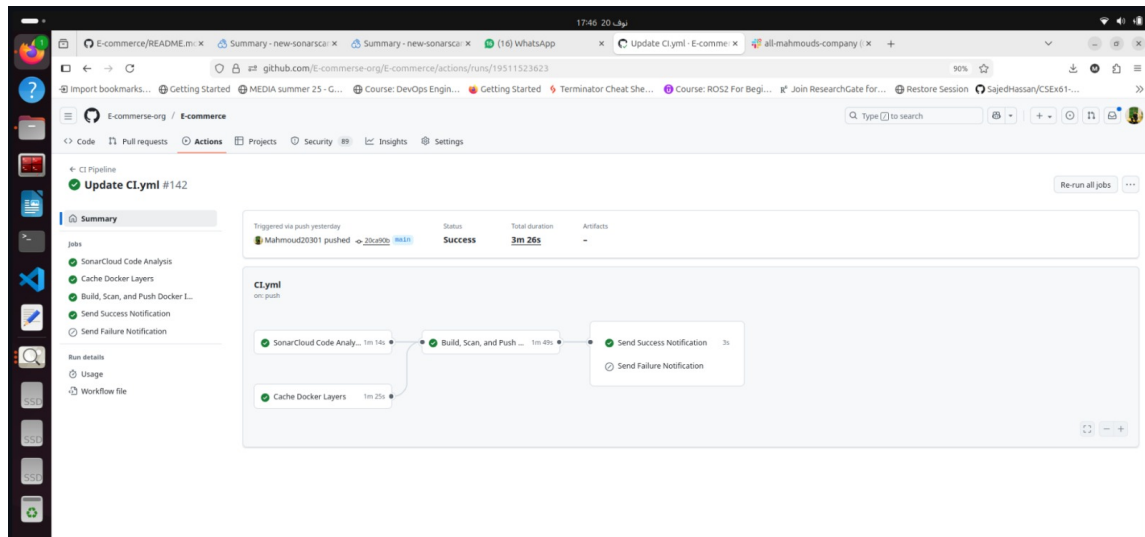 17:46 20 نوف
E-commerce/README.mc
Summary - new-sonarscar
Summary - new-sonarscar
(16) WhatsApp
Update CI.yml · E-comme
all-mahmouds-company (
github.com/E-commerse-org/E-commerce/actions/runs/19511523623
90%
Import bookmarks... Getting Started MEDIA summer 25 - G... Course: DevOps Engin... Getting Started Terminator Cheat She... Course: ROS2 For Begi... Join ResearchGate for... Restore Session SajedHassan/CSEx61-...
E-commerse-org / E-commerce
Type / to search
Code Pull requests Actions Projects Security 89 Insights Settings
← CI Pipeline
Update CI.yml #142
Re-run all jobs
Summary
Jobs
SonarCloud Code Analysis
Cache Docker Layers
Build, Scan, and Push Docker I...
Send Success Notification
Send Failure Notification
Run details
Usage
Workflow file
Triggered via push yesterday
Mahmoud20301 pushed 20ca90b main
Status
Success
Total duration
3m 26s
Artifacts
–
CI.yml
on: push
SonarCloud Code Analy... 1m 14s
Build, Scan, and Push ... 1m 49s
Send Success Notification 3s
Send Failure Notification
Cache Docker Layers 1m 25s
SSD
SSD
SSD